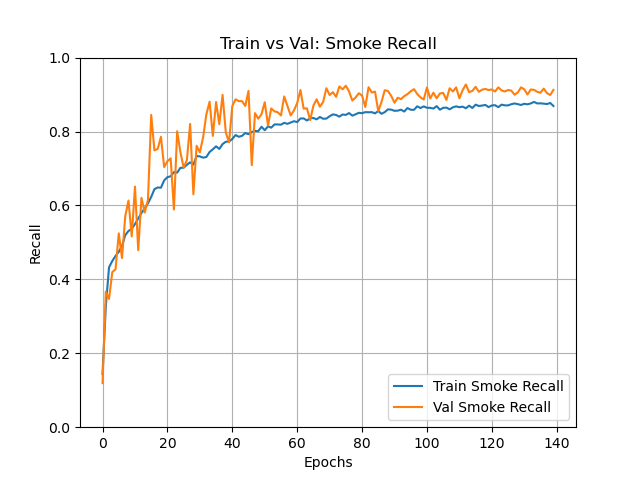 Train vs Val: Smoke Recall
1.0
0.8
0.6
0.4
0.2
0.0
Recall
Train Smoke Recall
Val Smoke Recall
0 20 40 60 80 100 120 140
Epochs